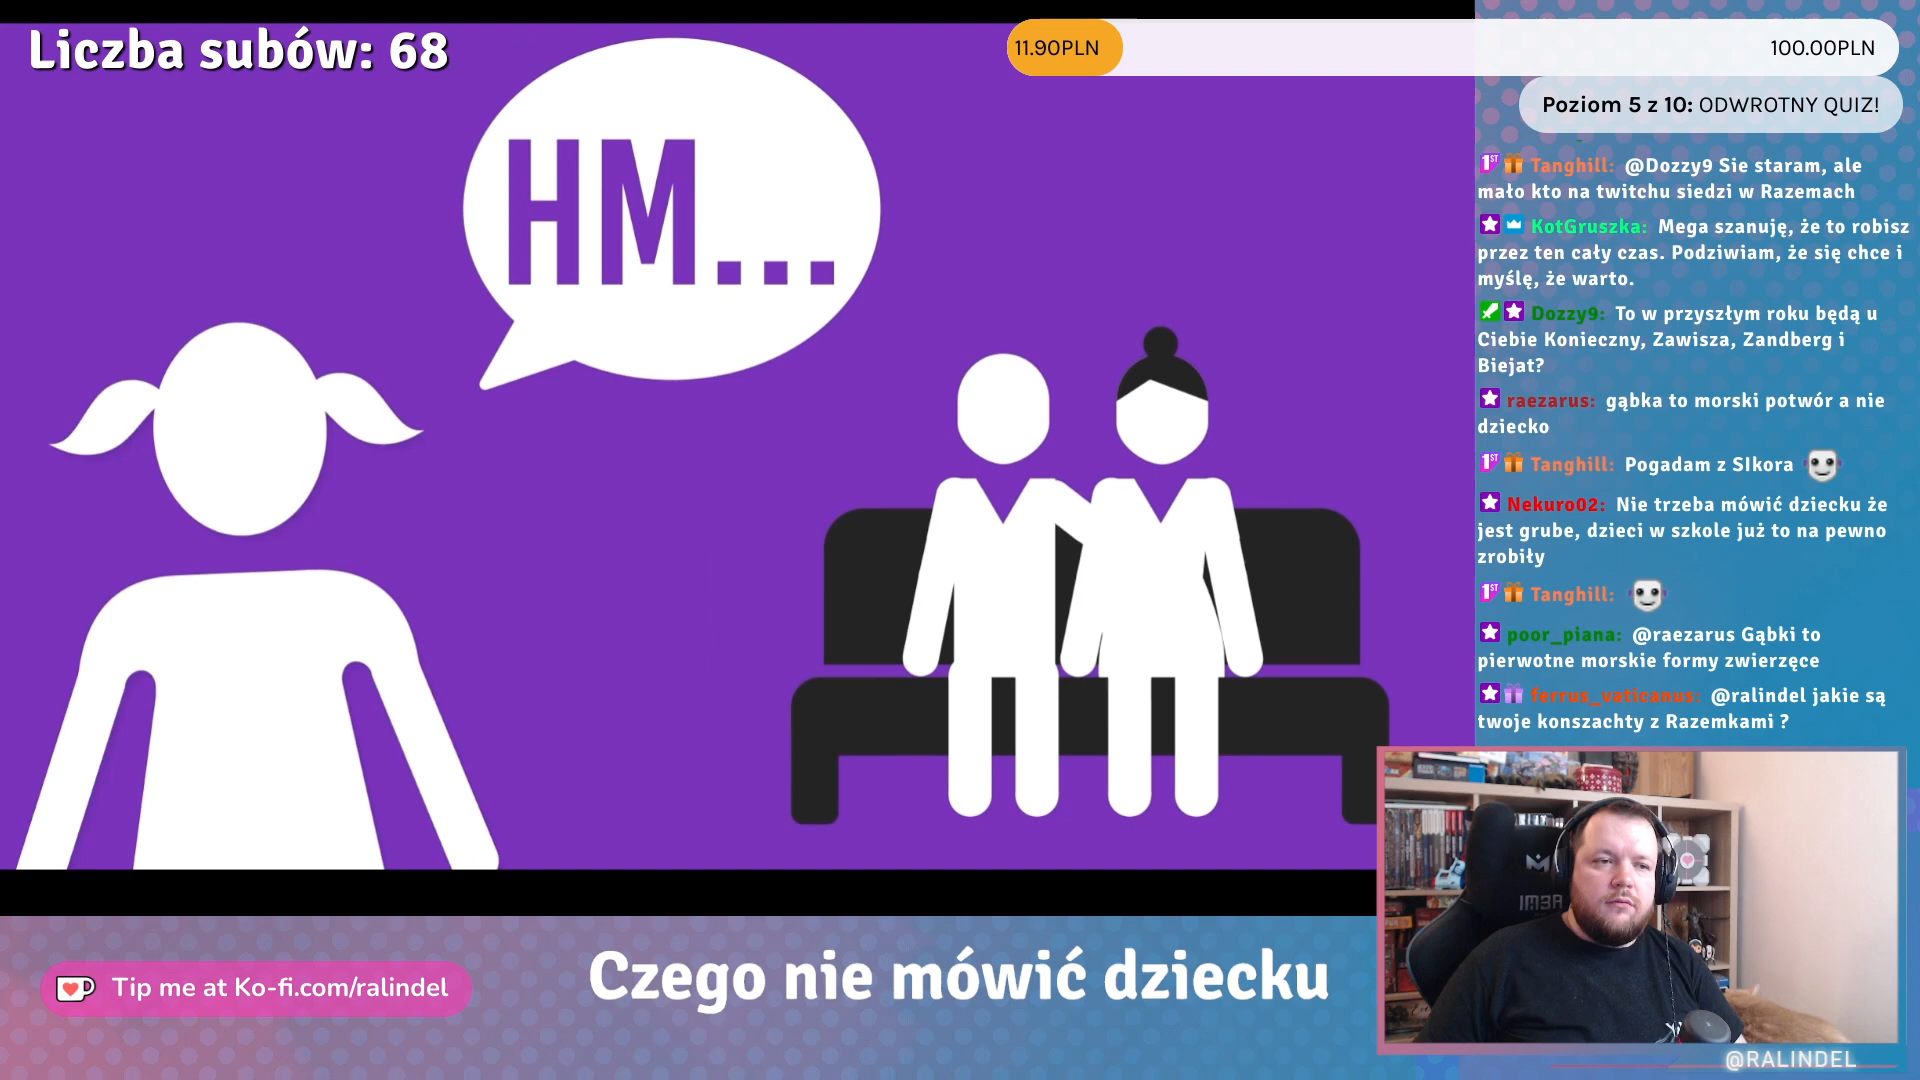 Liczba subów: 68
11.90PLN
100.00PLN
Poziom 5 z 10: ODWROTNY QUIZ!
HM...
1ST Tanghill: @Dozzy9 Sie staram, ale
mało kto na twitchu siedzi w Razemach
KotGruszka: Mega szanuję, że to robisz
przez ten cały czas. Podziwiam, że się chce i
myślę, że warto.
Dozzy9: To w przyszłym roku będą u
Ciebie Konieczny, Zawisza, Zandberg i
Biejat?
raezarus: gąbka to morski potwór a nie
dziecko
1ST Tanghill: Pogadam z SIkora
Nekuro02: Nie trzeba mówić dziecku że
jest grube, dzieci w szkole już to na pewno
zrobiły
1ST Tanghill:
poor_piana: @raezarus Gąbki to
pierwotne morskie formy zwierzęce
ferrus_vaticanus: @ralindel jakie są
twoje konszachty z Razemkami ?
IM3A
Tip me at Ko-fi.com/ralindel
Czego nie mówić dziecku
@RALINDEL